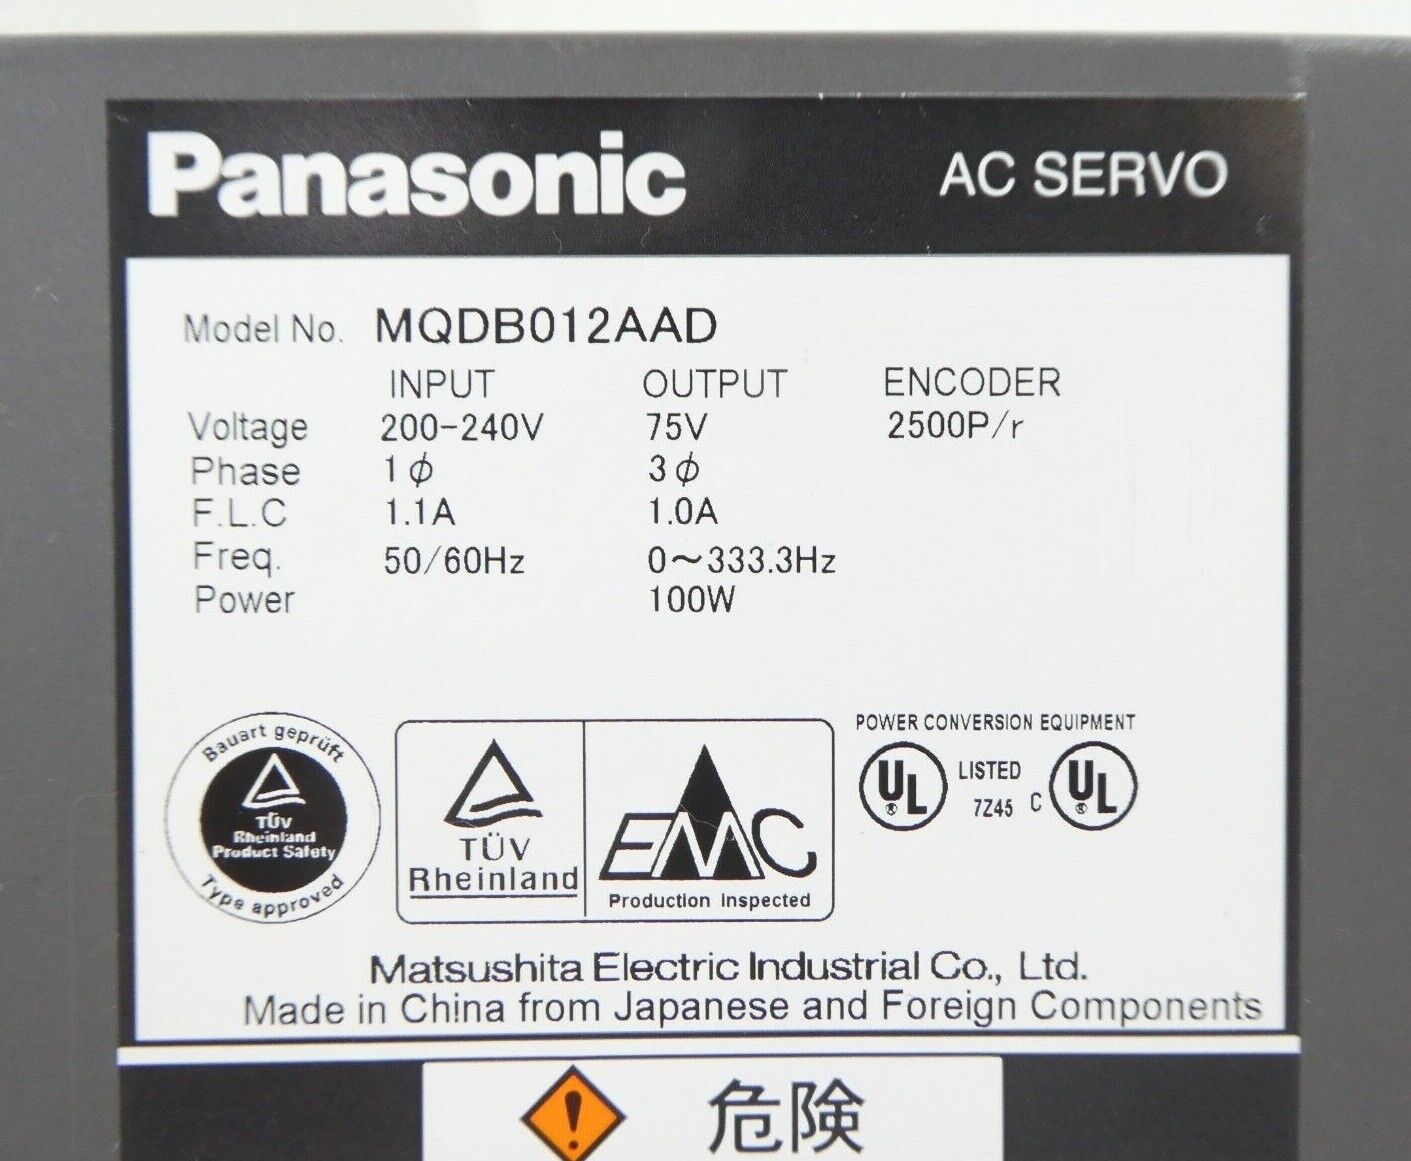 Panasonic AC SERVO
Model No. MQDB012AAD
INPUT OUTPUT ENCODER
Voltage 200-240V 75V 2500P/r
Phase 1ϕ 3ϕ
F.L.C 1.1A 1.0A
Freq. 50/60Hz 0～333.3Hz
Power 100W
Bauart geprüft
TÜV
Rheinland
Product Safety
Type approved
TÜV
Rheinland
EMC
Production Inspected
POWER CONVERSION EQUIPMENT
UL ® LISTED 7Z45 C UL ®
Matsushita Electric Industrial Co., Ltd.
Made in China from Japanese and Foreign Components
危険